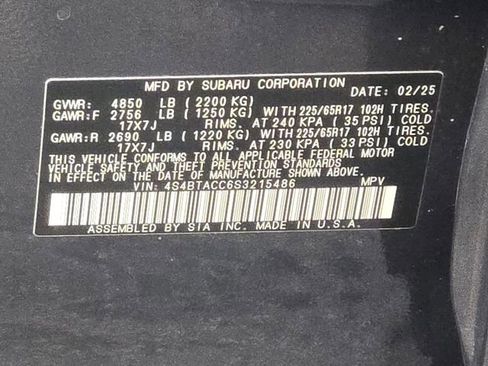 MFD BY SUBARU CORPORATION DATE: 02/25
GVWR: 4850 LB (2200 KG)
GAWR:F 2756 LB (1250 KG) WITH 225/65R17 102H TIRES.
17X7J RIMS. AT 240 KPA (35 PSI) COLD
GAWR:R 2690 LB (1220 KG) WITH 225/65R17 102H TIRES.
17X7J RIMS. AT 230 KPA (33 PSI) COLD
THIS VEHICLE CONFORMS TO ALL APPLICABLE FEDERAL MOTOR
VEHICLE SAFETY AND THEFT PREVENTION STANDARDS
IN EFFECT ON THE DATE OF MANUFACTURE SHOWN ABOVE.
VIN: 4S4BTACC6S3215486 MPV
ASSEMBLED BY SIA INC. MADE IN U.S.A.